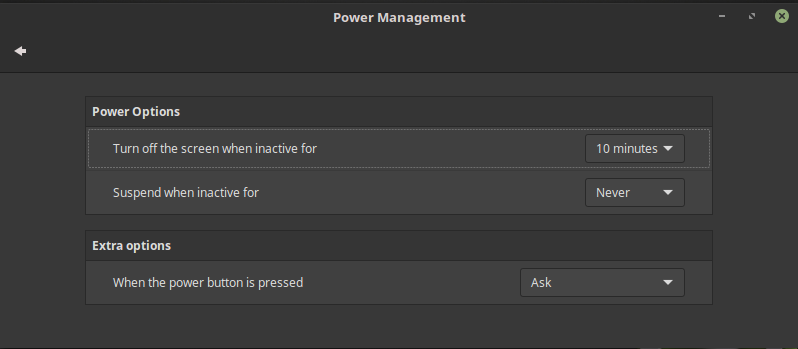 Power Management
Power Options
Turn off the screen when inactive for 10 minutes
Suspend when inactive for Never
Extra options
When the power button is pressed Ask